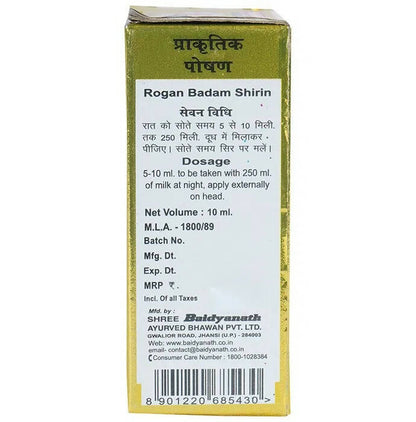 प्राकृतिक
पोषण
Rogan Badam Shirin
सेवन विधि
रात को सोते समय 5 से 10 मिली.
तक 250 मिली. दूध में मिलाकर
पीजिए। सोते समय सिर पर मलें।
Dosage
5-10 ml. to be taken with 250 ml.
of milk at night, apply externally
on head.
Net Volume : 10 ml.
M.L.A. - 1800/89
Batch No.
Mfg. Dt.
Exp. Dt.
MRP ₹.
Incl. Of all Taxes
Mfd. by :
SHREE Baidyanath
AYURVED BHAWAN PVT. LTD.
GWALIOR ROAD, JHANSI (U.P.) - 284003
Web: www.baidyanath.co.in
email- contact@baidyanath.co.in
Consumer Care Number : 1800-1028384
8 901220 685430 >